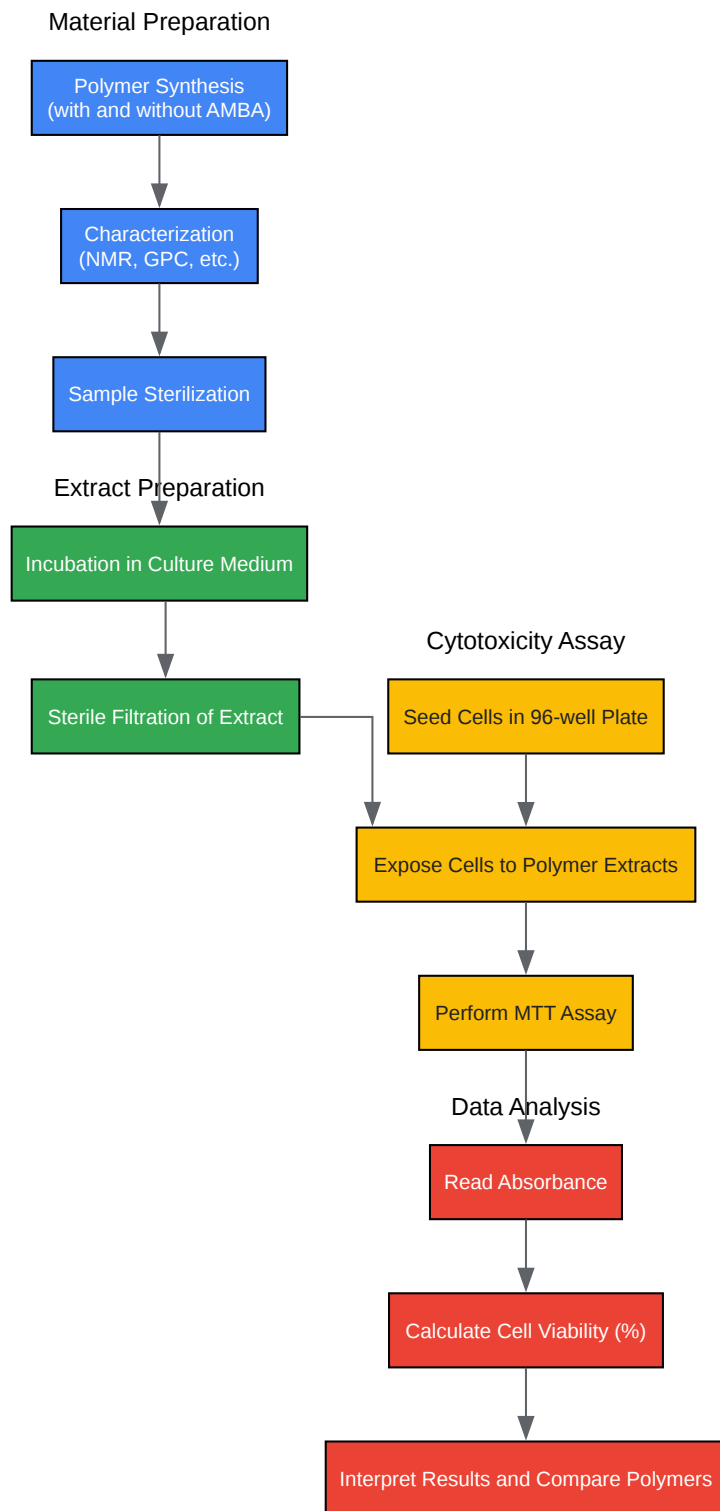 Material Preparation
Polymer Synthesis
(with and without AMBA)
Characterization
(NMR, GPC, etc.)
Sample Sterilization
Extract Preparation
Incubation in Culture Medium
Sterile Filtration of Extract
Cytotoxicity Assay
Seed Cells in 96-well Plate
Expose Cells to Polymer Extracts
Perform MTT Assay
Data Analysis
Read Absorbance
Calculate Cell Viability (%)
Interpret Results and Compare Polymers